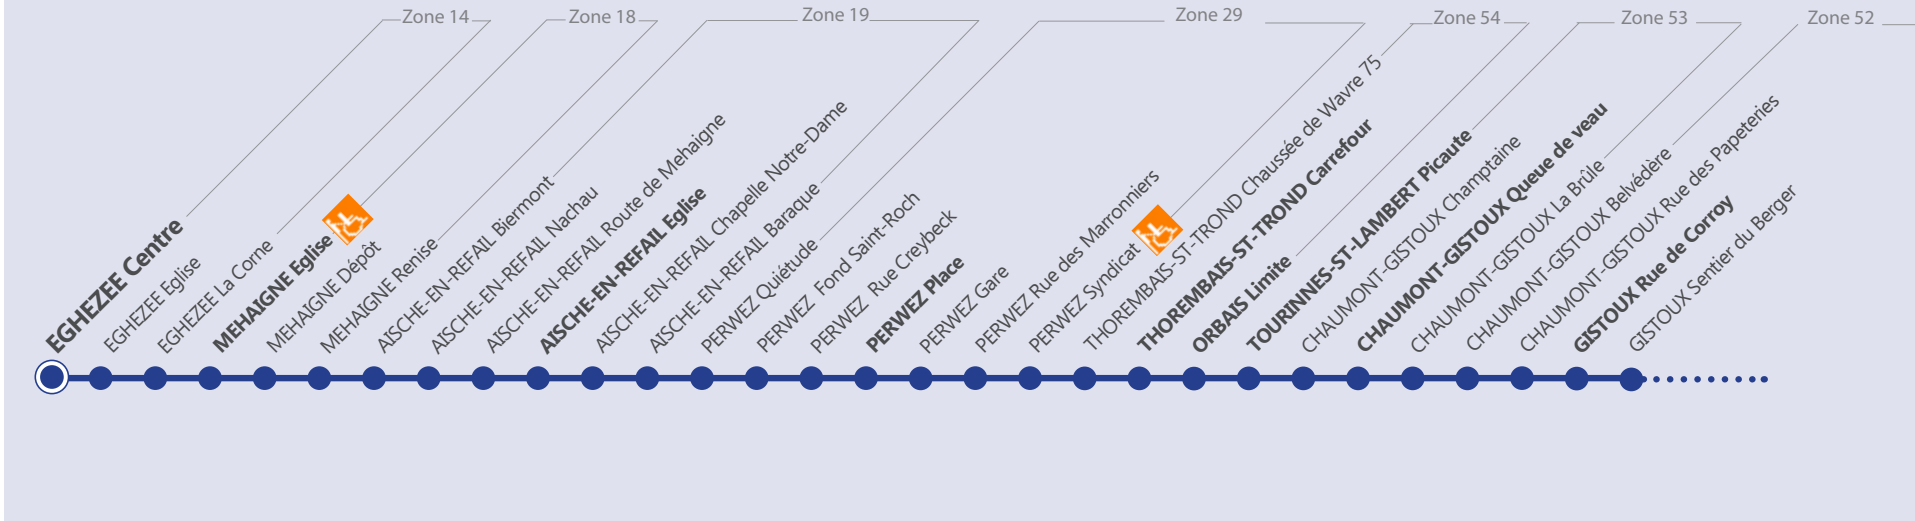 Zone 14
Zone 18
Zone 19
Zone 29
Zone 54
Zone 53
Zone 52
EGHEZEE Centre
EGHEZEE Eglise
EGHEZEE La Corne
MEHAIGNE Eglise
MEHAIGNE Dépôt
MEHAIGNE Renise
AISCHE-EN-REFAIL Biermont
AISCHE-EN-REFAIL Nachau
AISCHE-EN-REFAIL Route de Mehaigne
AISCHE-EN-REFAIL Eglise
AISCHE-EN-REFAIL Chapelle Notre-Dame
AISCHE-EN-REFAIL Baraque
PERWEZ Quiétude
PERWEZ Fond Saint-Roch
PERWEZ Rue Creybeck
PERWEZ Place
PERWEZ Gare
PERWEZ Rue des Marronniers
PERWEZ Syndicat
THOREMBAIS-ST-TROND Chaussée de Wavre 75
THOREMBAIS-ST-TROND Carrefour
ORBAIS Limite
TOURINNES-ST-LAMBERT Picaute
CHAUMONT-GISTOUX Champtaine
CHAUMONT-GISTOUX Queue de veau
CHAUMONT-GISTOUX La Brûle
CHAUMONT-GISTOUX Belvédère
CHAUMONT-GISTOUX Rue des Papeteries
GISTOUX Rue de Corroy
GISTOUX Sentier du Berger